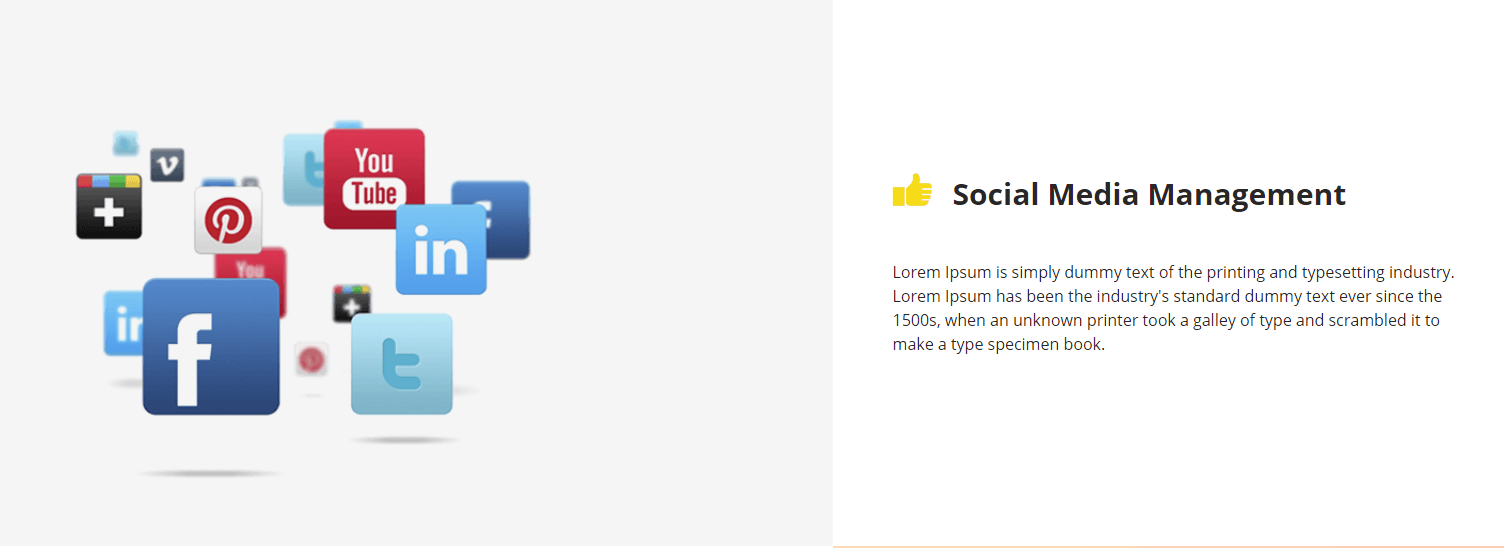 You
Tube
in
You
in
f
t
Social Media Management
Lorem Ipsum is simply dummy text of the printing and typesetting industry.
Lorem Ipsum has been the industry's standard dummy text ever since the
1500s, when an unknown printer took a galley of type and scrambled it to
make a type specimen book.